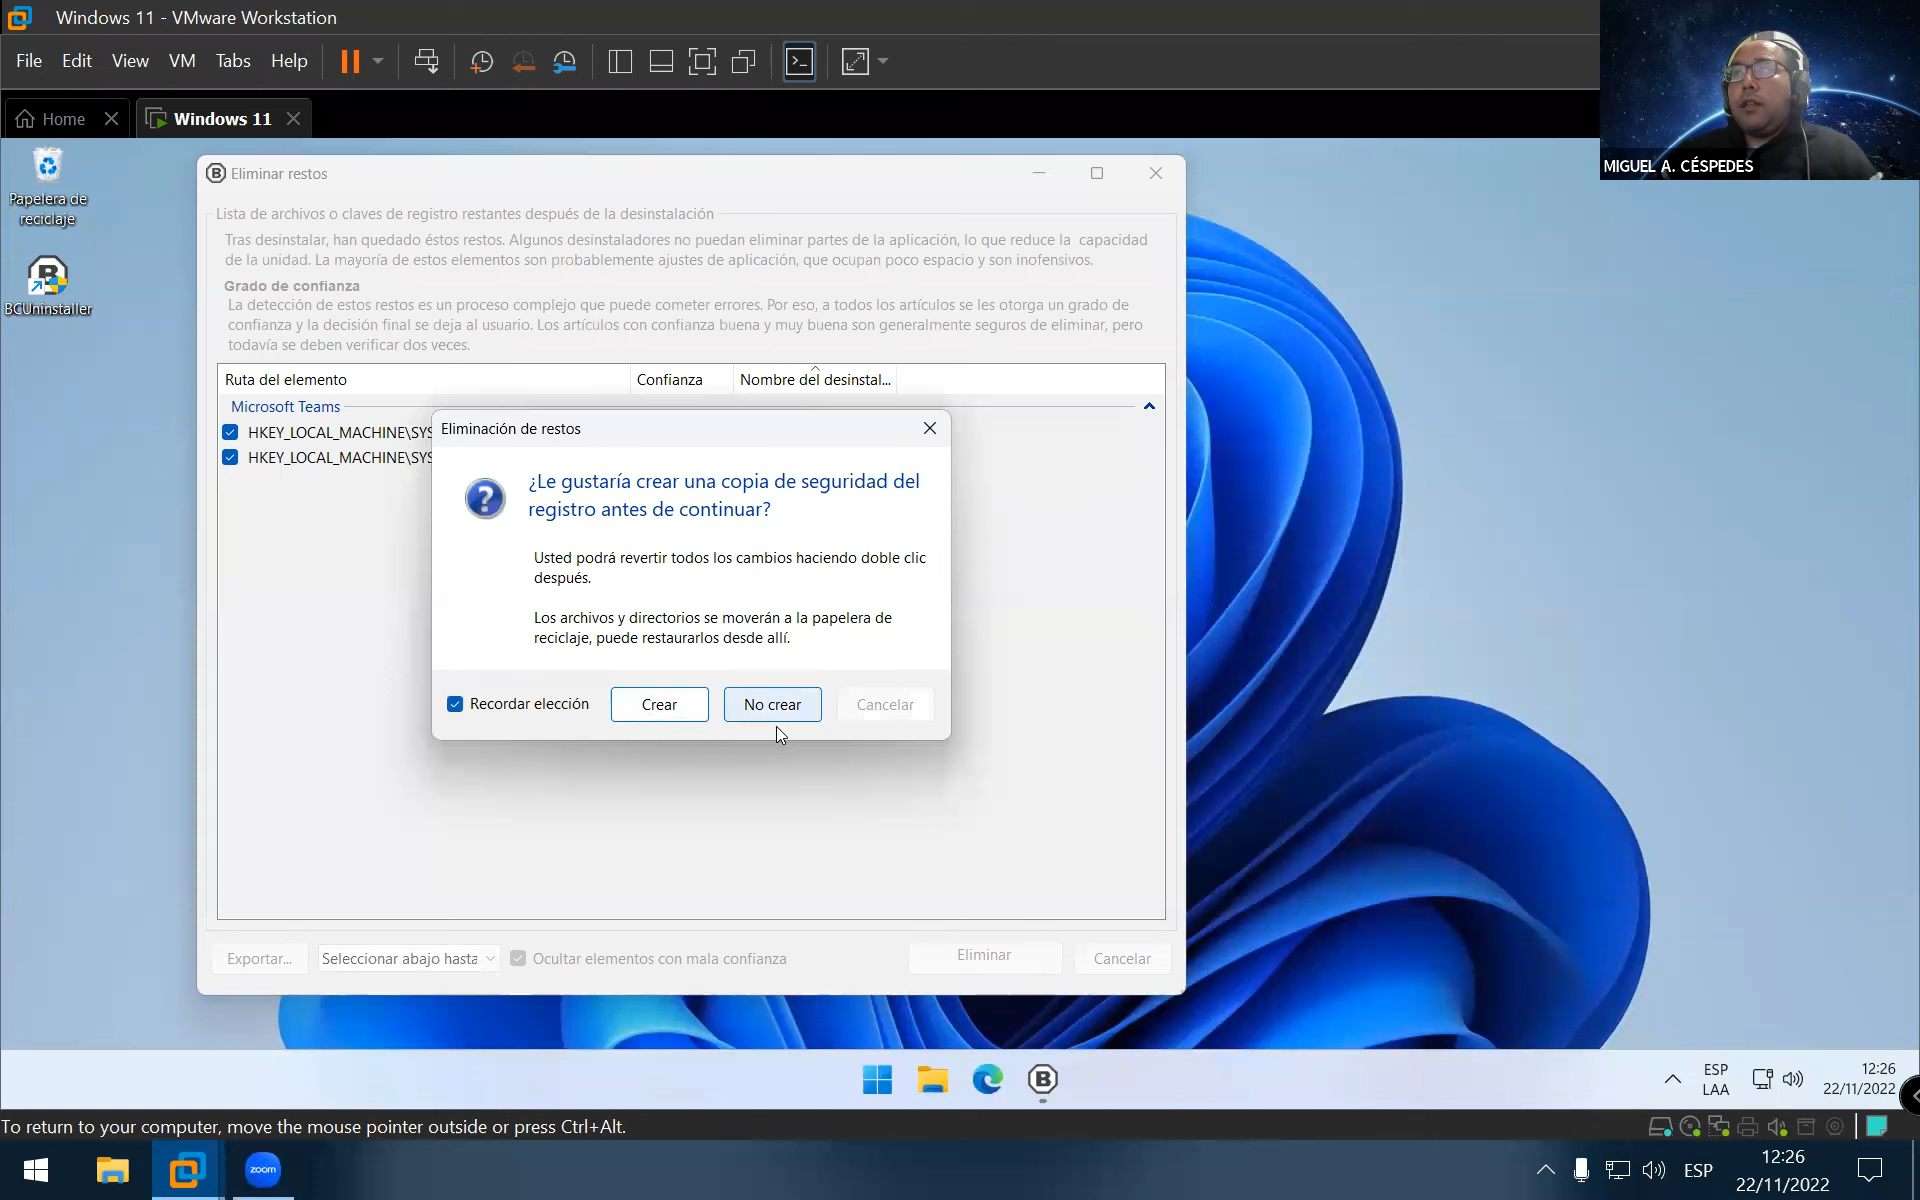 Windows 11 - VMware Workstation
File Edit View VM Tabs Help
Home
Windows 11
MIGUEL A. CÉSPEDES
Papelera de
reciclaje
BCUninstaller
Eliminar restos
Lista de archivos o claves de registro restantes después de la desinstalación
Tras desinstalar, han quedado éstos restos. Algunos desinstaladores no puedan eliminar partes de la aplicación, lo que reduce la capacidad
de la unidad. La mayoría de estos elementos son probablemente ajustes de aplicación, que ocupan poco espacio y son inofensivos.
Grado de confianza
La detección de estos restos es un proceso complejo que puede cometer errores. Por eso, a todos los artículos se les otorga un grado de
confianza y la decisión final se deja al usuario. Los artículos con confianza buena y muy buena son generalmente seguros de eliminar, pero
todavía se deben verificar dos veces.
Ruta del elemento Confianza Nombre del desinstal...
Microsoft Teams
HKEY_LOCAL_MACHINE\SYS
HKEY_LOCAL_MACHINE\SYS
Eliminación de restos
¿Le gustaría crear una copia de seguridad del
registro antes de continuar?
Usted podrá revertir todos los cambios haciendo doble clic
después.
Los archivos y directorios se moverán a la papelera de
reciclaje, puede restaurarlos desde allí.
Recordar elección Crear No crear Cancelar
Exportar... Seleccionar abajo hasta Ocultar elementos con mala confianza Eliminar Cancelar
ESP
LAA
12:26
22/11/2022
To return to your computer, move the mouse pointer outside or press Ctrl+Alt.
zoom
ESP
12:26
22/11/2022